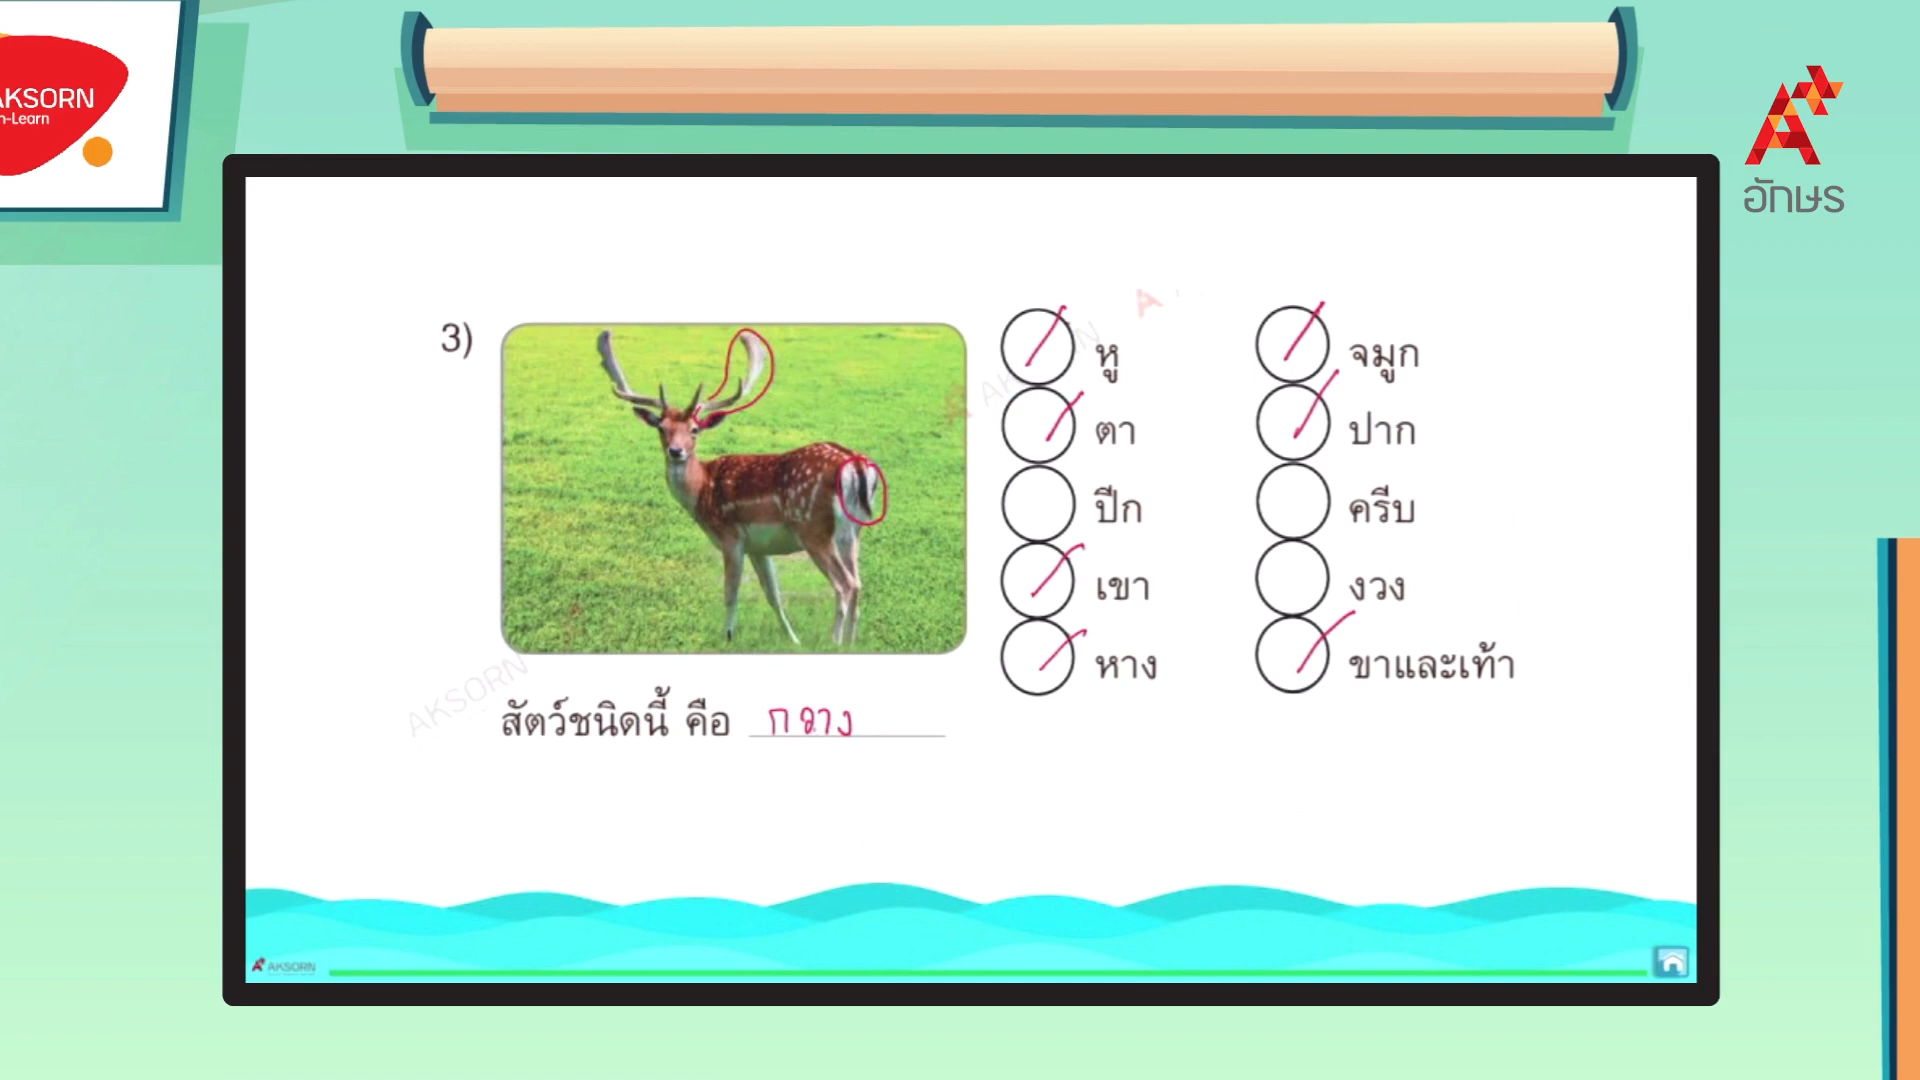 AKSORN
n-Learn
อักษร
3)
หู
จมูก
ตา
ปาก
ปีก
ครีบ
เขา
งวง
หาง
ขาและเท้า
สัตว์ชนิดนี้ คือ กวาง
AKSORN
AKSORN